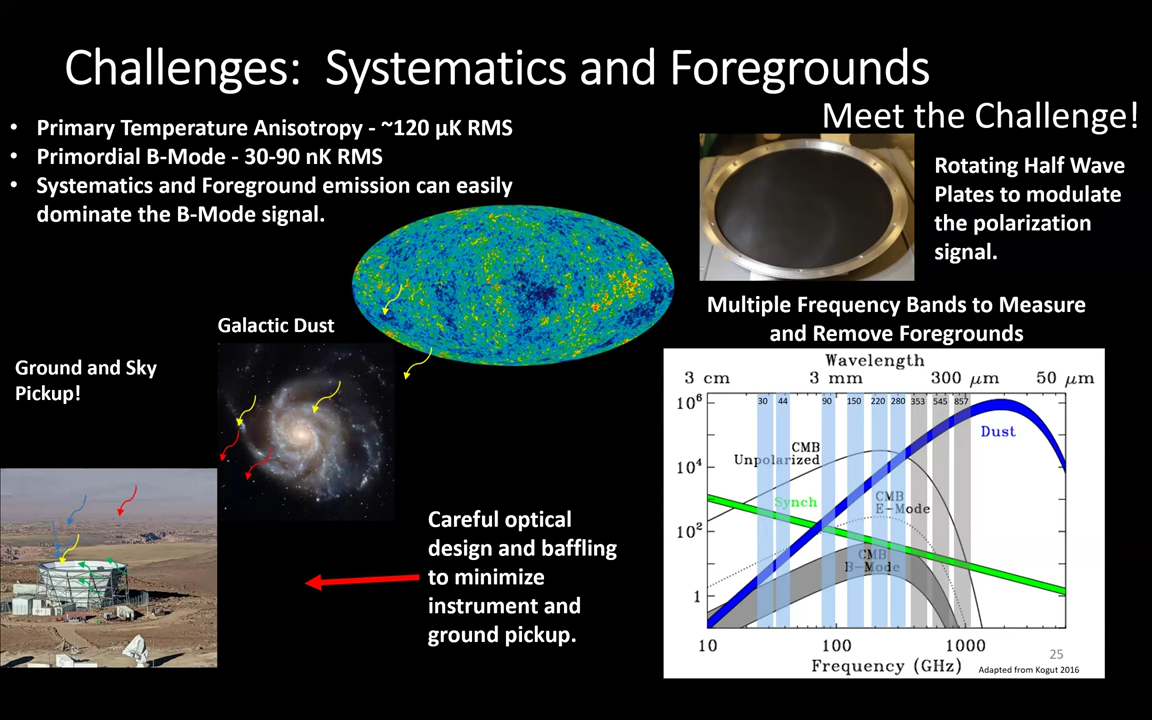 Challenges: Systematics and Foregrounds
Meet the Challenge!
• Primary Temperature Anisotropy - ~120 µK RMS
• Primordial B-Mode - 30-90 nK RMS
• Systematics and Foreground emission can easily
dominate the B-Mode signal.
Rotating Half Wave
Plates to modulate
the polarization
signal.
Galactic Dust
Ground and Sky
Pickup!
Careful optical
design and baffling
to minimize
instrument and
ground pickup.
Multiple Frequency Bands to Measure
and Remove Foregrounds
Wavelength
3 cm 3 mm 300 µm 50 µm
30 44 90 150 220 280 353 545 857
10⁶
10⁴
10²
1
Dust
CMB
Unpolarized
Synch
CMB
E-Mode
CMB
B-Mode
10 100 1000
Frequency (GHz)
25
Adapted from Kogut 2016